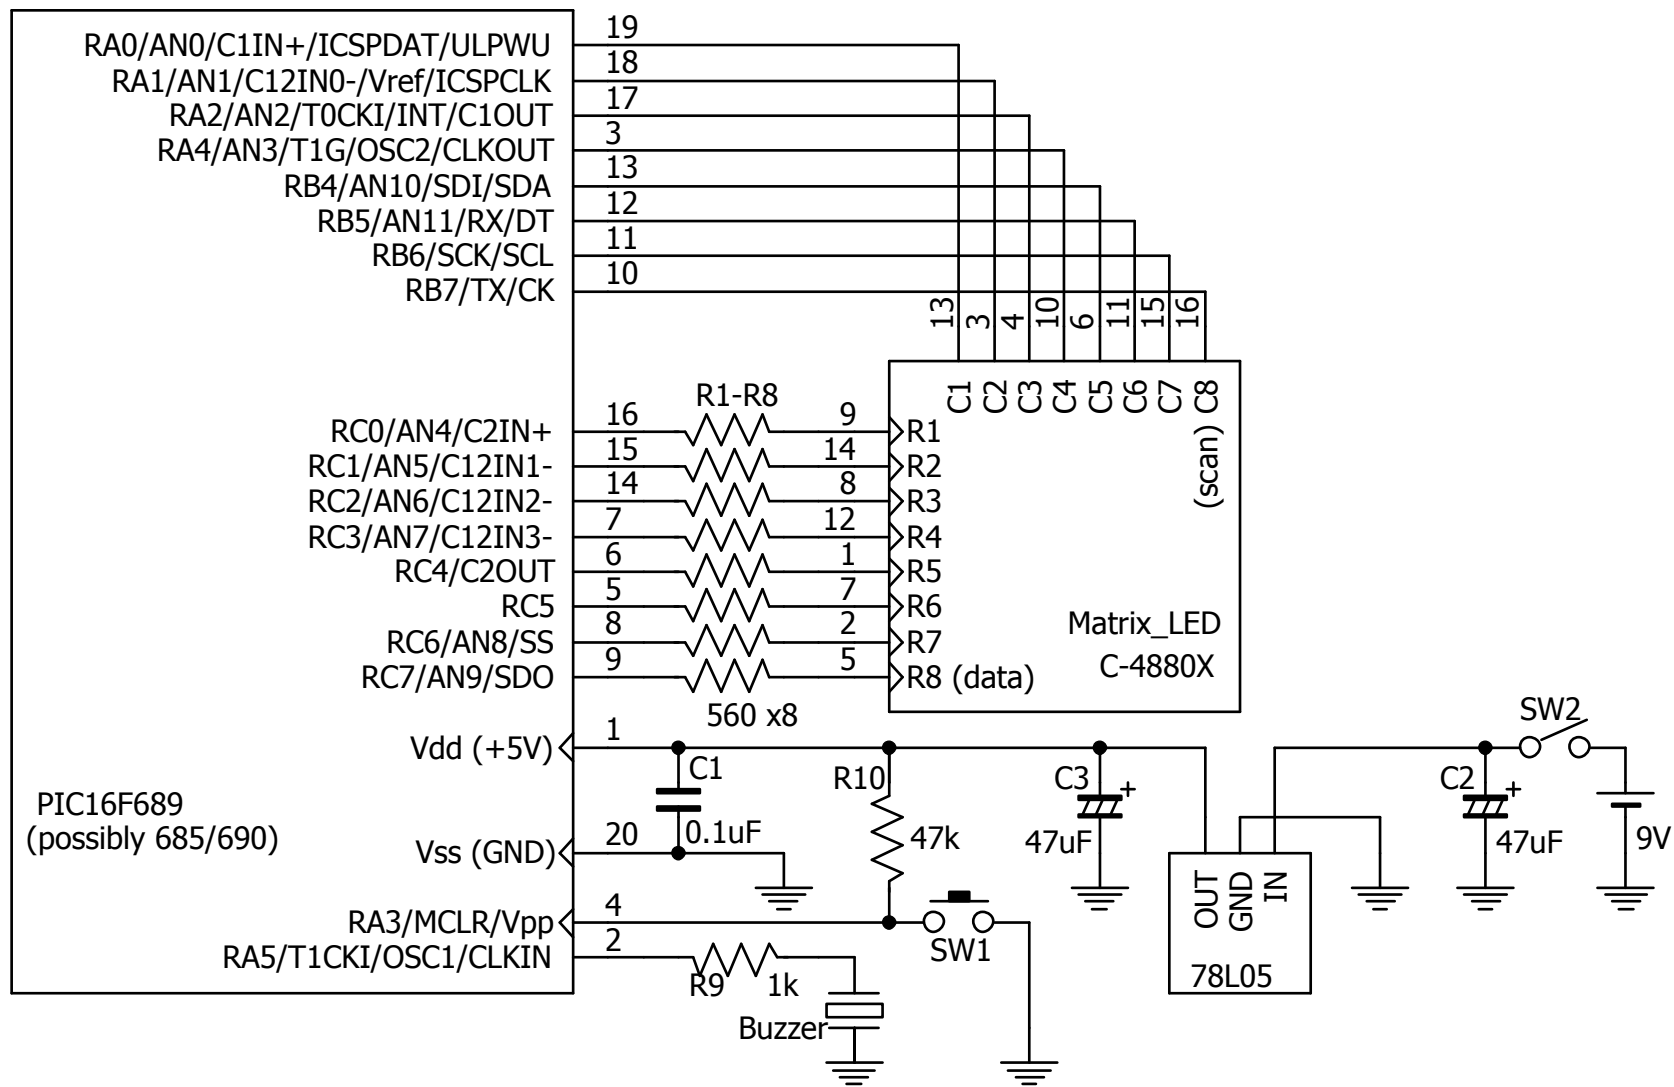 RA0/AN0/C1IN+/ICSPDAT/ULPWU 19
RA1/AN1/C12IN0-/Vref/ICSPCLK 18
RA2/AN2/T0CKI/INT/C1OUT 17
RA4/AN3/T1G/OSC2/CLKOUT 3
RB4/AN10/SDI/SDA 13
RB5/AN11/RX/DT 12
RB6/SCK/SCL 11
RB7/TX/CK 10
13 3 4 10 6 11 15 16
C1 C2 C3 C4 C5 C6 C7 C8 (scan)
R1-R8
RC0/AN4/C2IN+ 16 9 R1
RC1/AN5/C12IN1- 15 14 R2
RC2/AN6/C12IN2- 14 8 R3
RC3/AN7/C12IN3- 7 12 R4
RC4/C2OUT 6 1 R5
RC5 5 7 R6
RC6/AN8/SS 8 2 R7
RC7/AN9/SDO 9 5 R8 (data)
560 x8
Matrix_LED
C-4880X
Vdd (+5V) 1
C1
0.1uF
R10
47k
C3 +
47uF
C2 +
47uF
SW2
9V
PIC16F689
(possibly 685/690)
Vss (GND) 20
OUT GND IN
78L05
RA3/MCLR/Vpp 4
SW1
RA5/T1CKI/OSC1/CLKIN 2
R9 1k
Buzzer